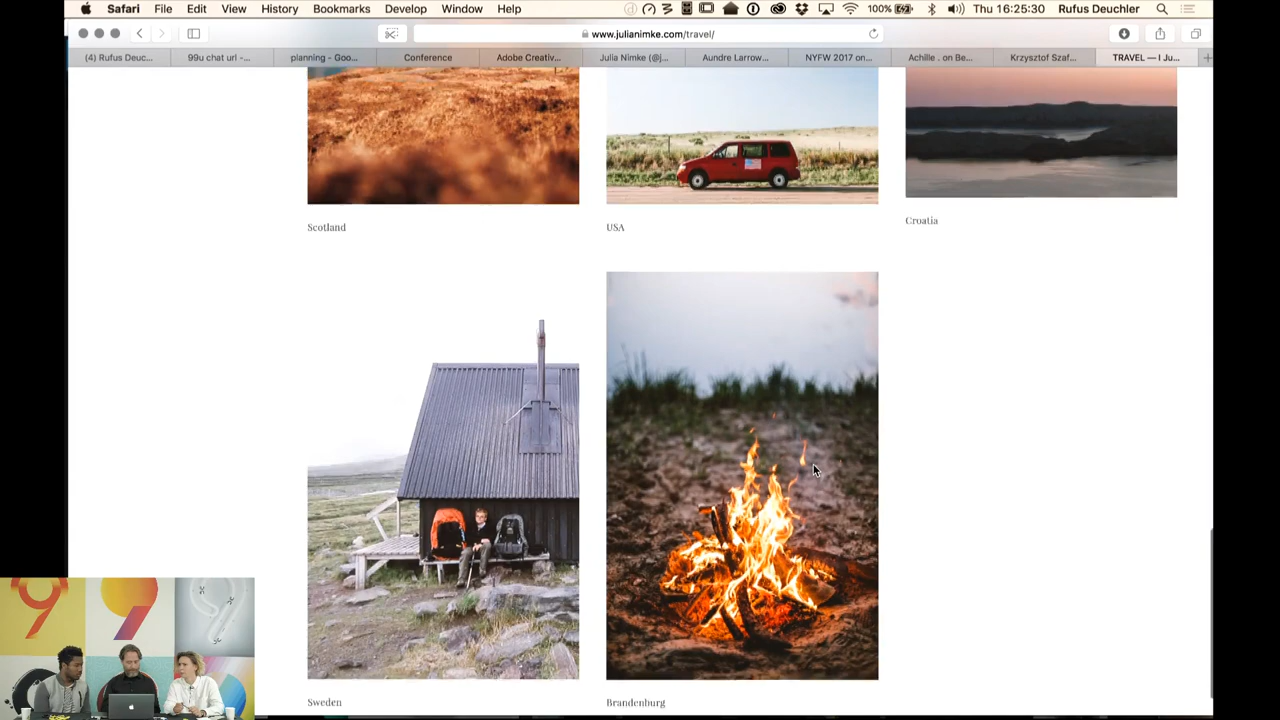 Safari File Edit View History Bookmarks Develop Window Help 100% Thu 16:25:30 Rufus Deuchler
www.julianimke.com/travel/
(4) Rufus Deuc... 99u chat url -... planning - Goo... Conference Adobe Creativ... Julia Nimke (@j... Aundre Larrow... NYFW 2017 on... Achille . on Be... Krzysztof Szaf... TRAVEL — I Ju...
Scotland
USA
Croatia
Sweden
Brandenburg
99